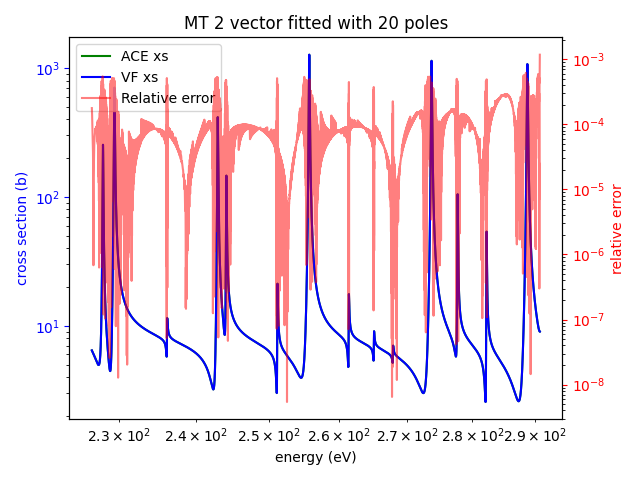 MT 2 vector fitted with 20 poles
ACE xs
VF xs
Relative error
cross section (b)
10³
10²
10¹
relative error
10⁻³
10⁻⁴
10⁻⁵
10⁻⁶
10⁻⁷
10⁻⁸
2.3 × 10² 2.4 × 10² 2.5 × 10² 2.6 × 10² 2.7 × 10² 2.8 × 10² 2.9 × 10²
energy (eV)